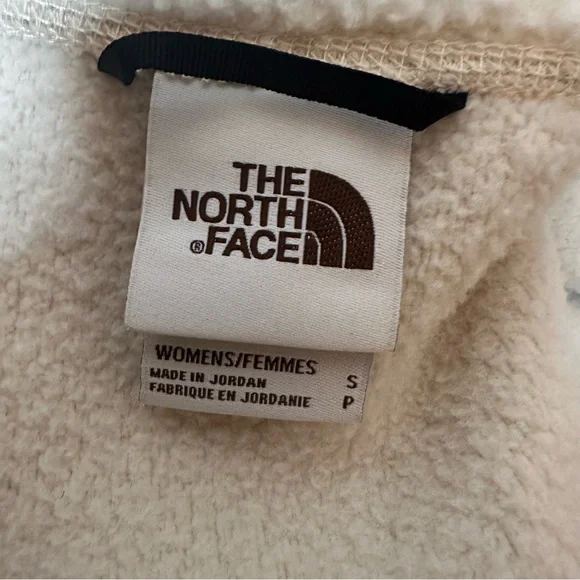 THE
NORTH
®FACE
WOMENS/FEMMES
MADE IN JORDAN S
FABRIQUE EN JORDANIE P